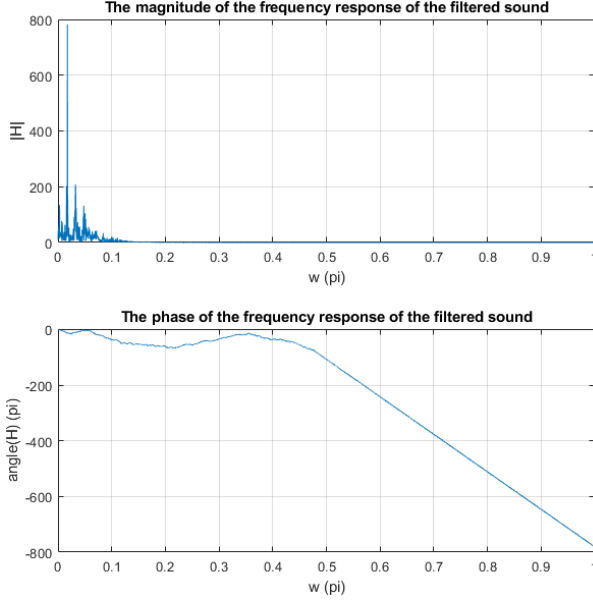 The magnitude of the frequency response of the filtered sound
800
600
400
200
0
|H|
0 0.1 0.2 0.3 0.4 0.5 0.6 0.7 0.8 0.9 1
w (pi)
The phase of the frequency response of the filtered sound
0
-200
-400
-600
-800
angle(H) (pi)
0 0.1 0.2 0.3 0.4 0.5 0.6 0.7 0.8 0.9 1
w (pi)